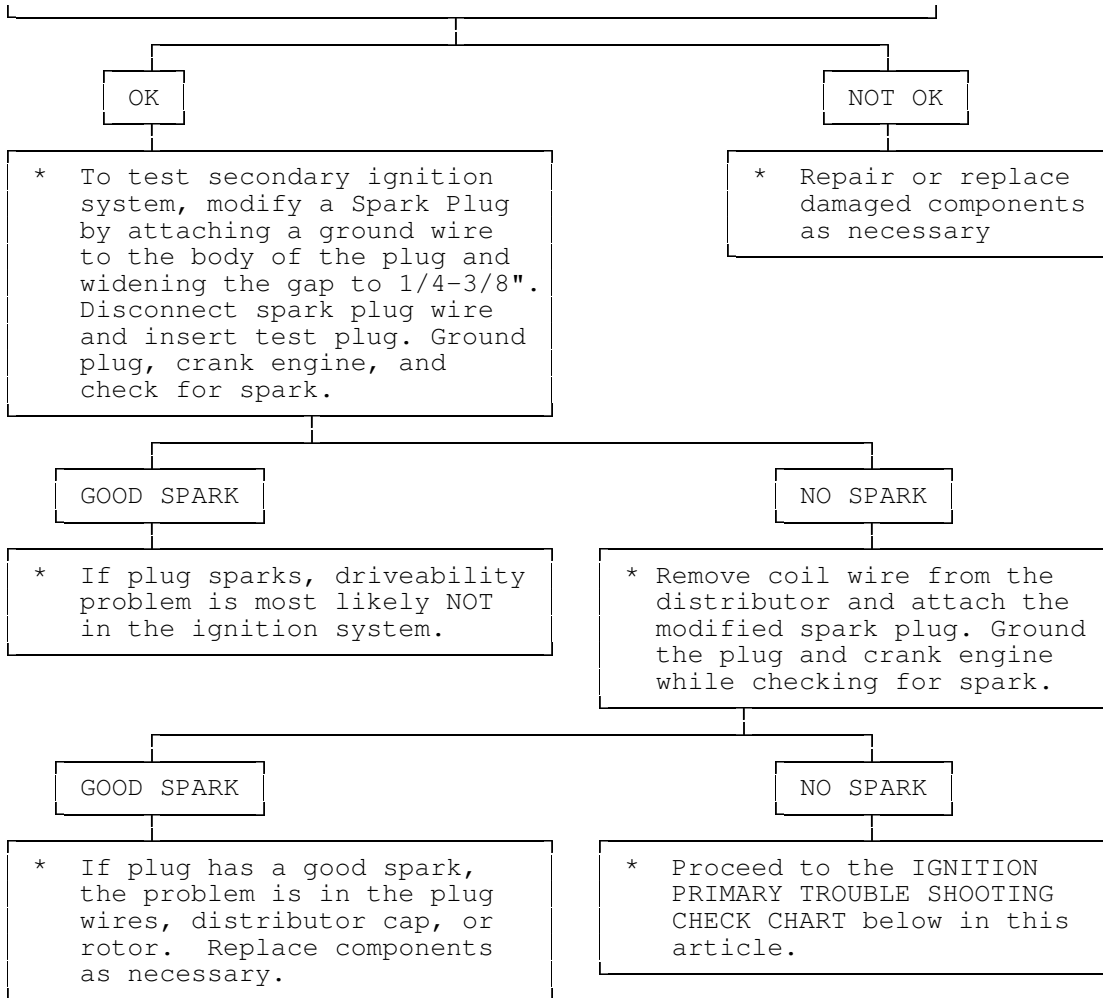 OK
NOT OK
* To test secondary ignition
system, modify a Spark Plug
by attaching a ground wire
to the body of the plug and
widening the gap to 1/4-3/8".
Disconnect spark plug wire
and insert test plug. Ground
plug, crank engine, and
check for spark.
* Repair or replace
damaged components
as necessary
GOOD SPARK
NO SPARK
* If plug sparks, driveability
problem is most likely NOT
in the ignition system.
* Remove coil wire from the
distributor and attach the
modified spark plug. Ground
the plug and crank engine
while checking for spark.
GOOD SPARK
NO SPARK
* If plug has a good spark,
the problem is in the plug
wires, distributor cap, or
rotor. Replace components
as necessary.
* Proceed to the IGNITION
PRIMARY TROUBLE SHOOTING
CHECK CHART below in this
article.